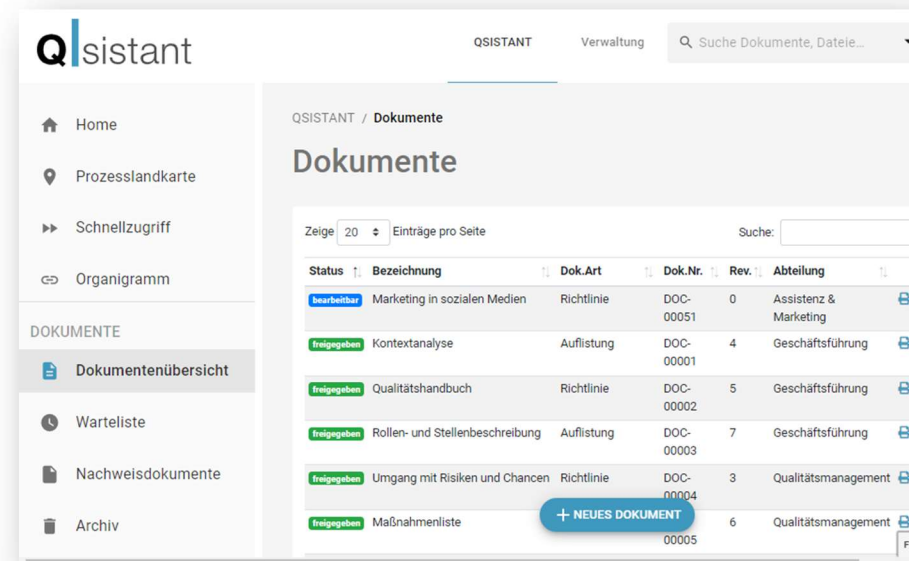 Qsistant
QSISTANT
Verwaltung
Suche Dokumente, Dateie...
Home
Prozesslandkarte
Schnellzugriff
Organigramm
DOKUMENTE
Dokumentenübersicht
Warteliste
Nachweisdokumente
Archiv
QSISTANT / Dokumente
Dokumente
Zeige 20 Einträge pro Seite
Suche:
Status Bezeichnung Dok.Art Dok.Nr. Rev. Abteilung
bearbeitbar Marketing in sozialen Medien Richtlinie DOC- 0 Assistenz &
00051 Marketing
freigegeben Kontextanalyse Auflistung DOC- 4 Geschäftsführung
00001
freigegeben Qualitätshandbuch Richtlinie DOC- 5 Geschäftsführung
00002
freigegeben Rollen- und Stellenbeschreibung Auflistung DOC- 7 Geschäftsführung
00003
freigegeben Umgang mit Risiken und Chancen Richtlinie DOC- 3 Qualitätsmanagement
00004
freigegeben Maßnahmenliste 6 Qualitätsmanagement
+ NEUES DOKUMENT
00005